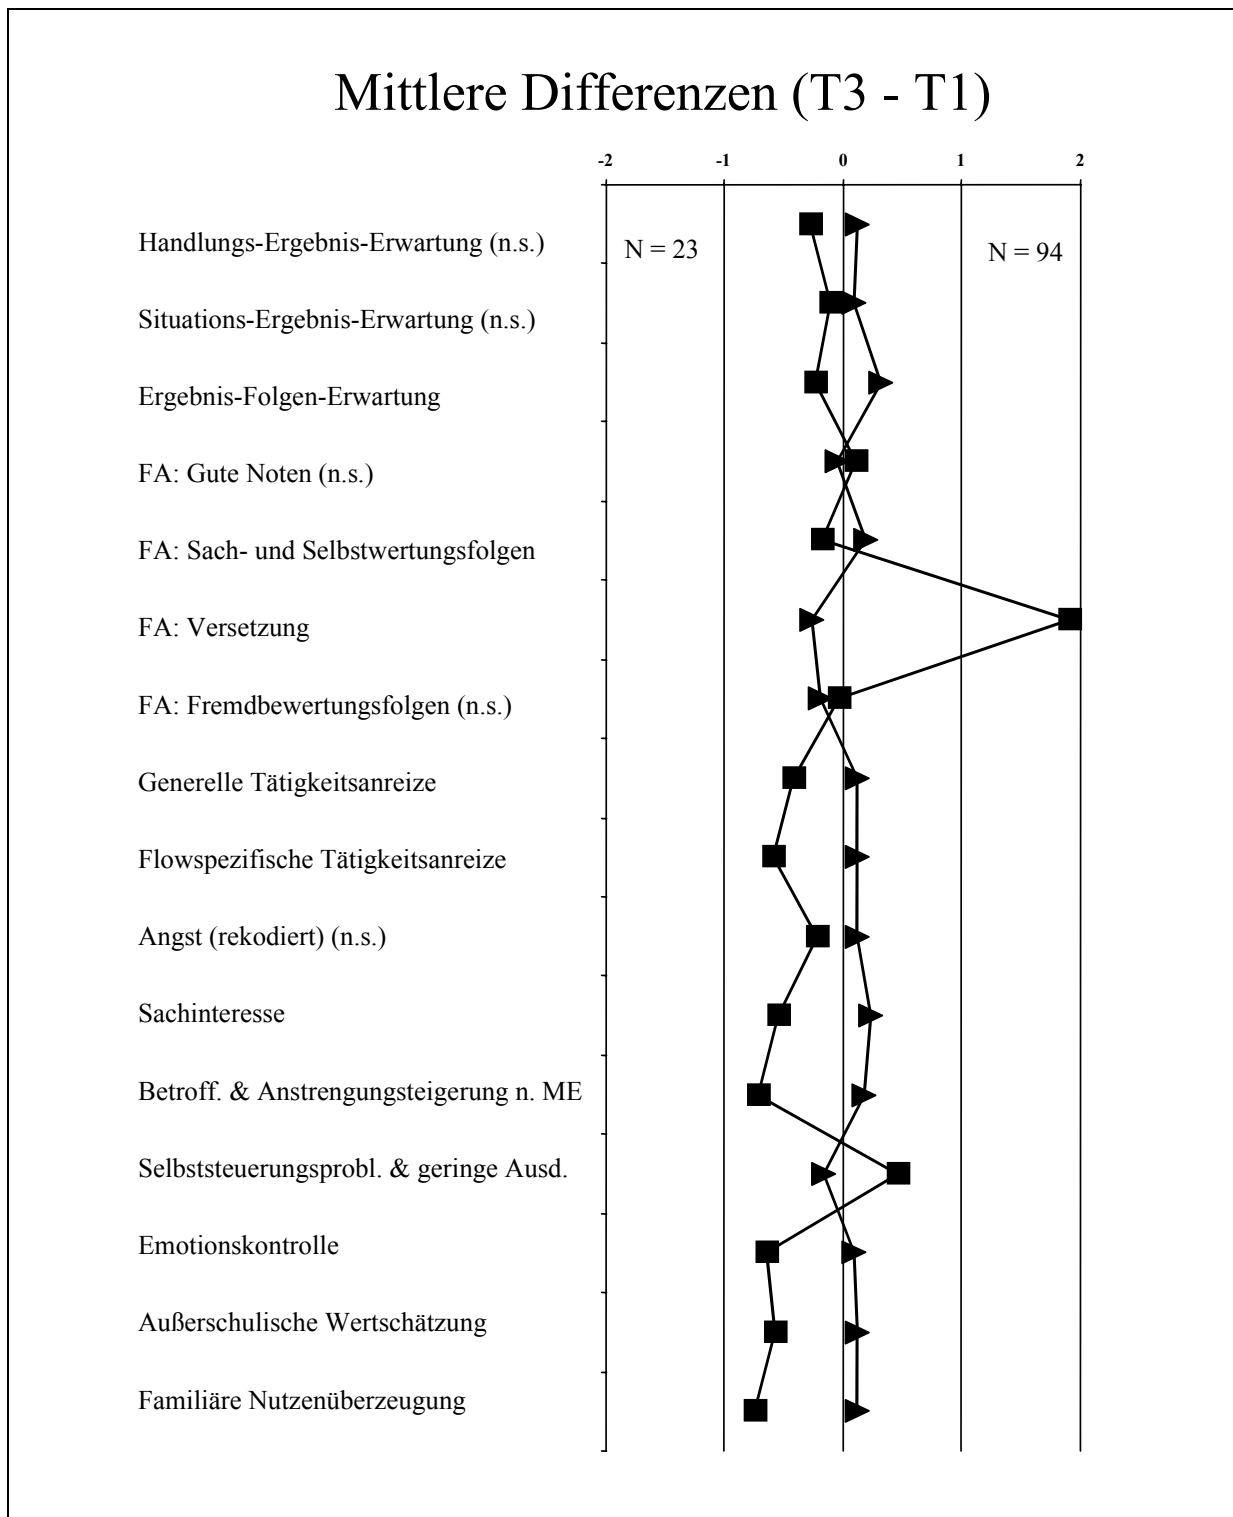 Mittlere Differenzen (T3 - T1)
-2 -1 0 1 2
Handlungs-Ergebnis-Erwartung (n.s.)
N = 23
N = 94
Situations-Ergebnis-Erwartung (n.s.)
Ergebnis-Folgen-Erwartung
FA: Gute Noten (n.s.)
FA: Sach- und Selbstwertungsfolgen
FA: Versetzung
FA: Fremdbewertungsfolgen (n.s.)
Generelle Tätigkeitsanreize
Flowspezifische Tätigkeitsanreize
Angst (rekodiert) (n.s.)
Sachinteresse
Betroff. & Anstrengungsteigerung n. ME
Selbststeuerungsprobl. & geringe Ausd.
Emotionskontrolle
Außerschulische Wertschätzung
Familiäre Nutzenüberzeugung